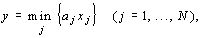 y = min_j {a_j x_j} (j = 1, ..., N),